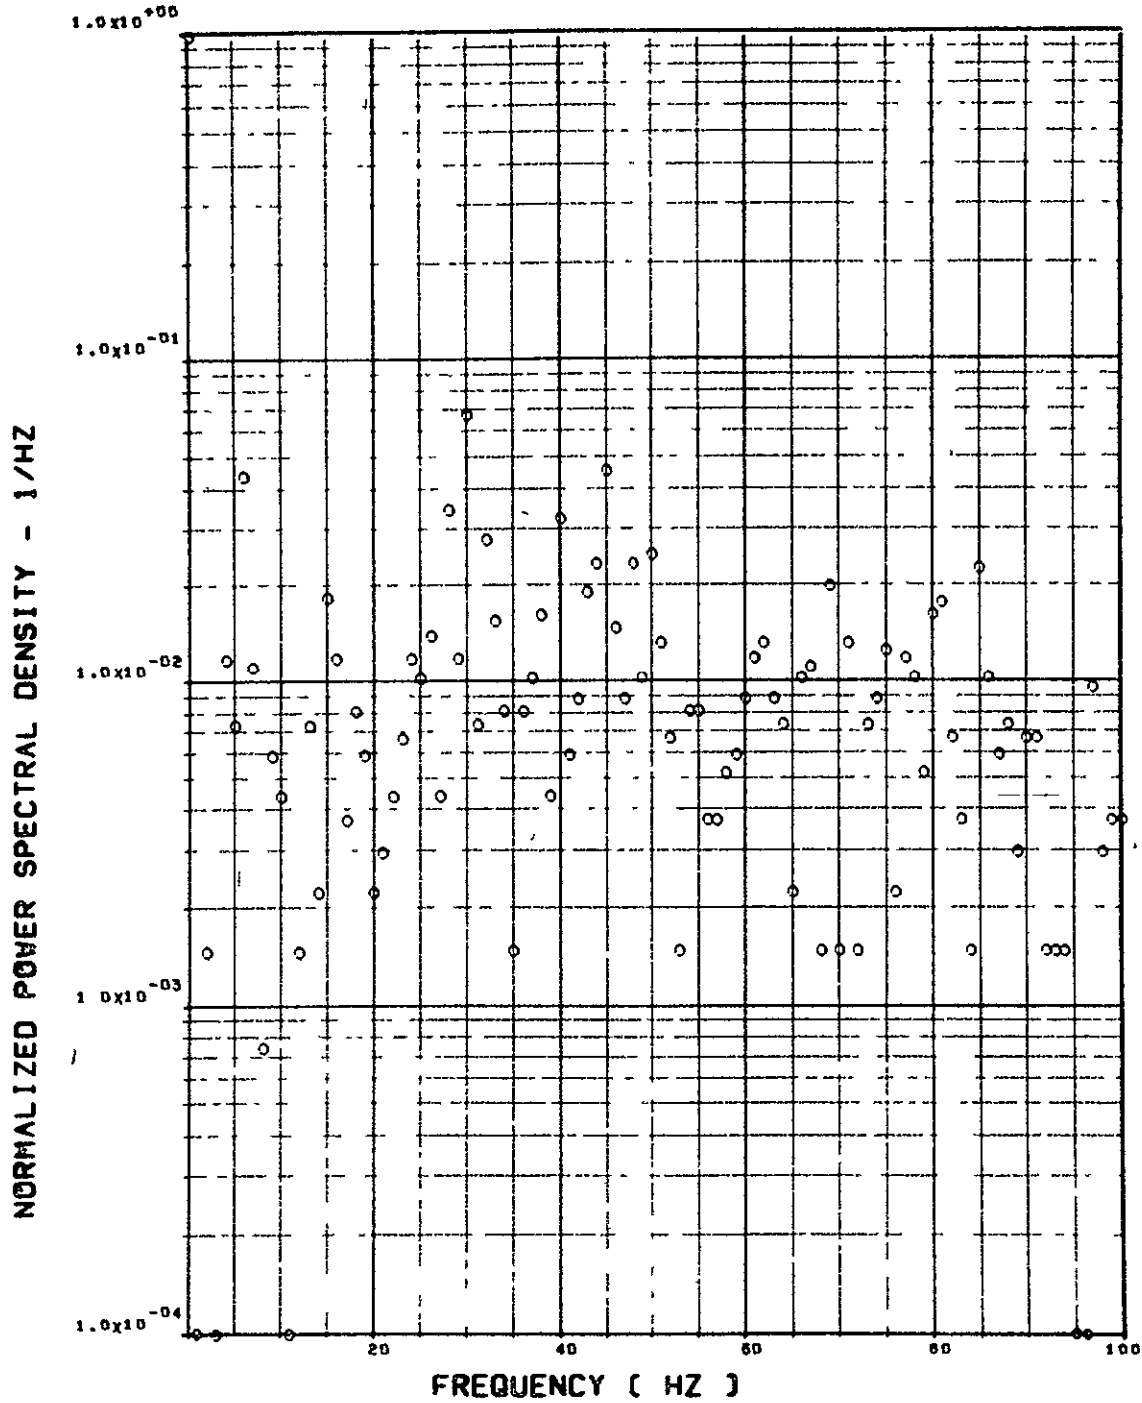 1.0x10+00
1.0x10-01
1.0x10-02
1 0x10-03
1.0x10-04
NORMALIZED POWER SPECTRAL DENSITY - 1/HZ
20
40
60
80
100
FREQUENCY ( HZ )